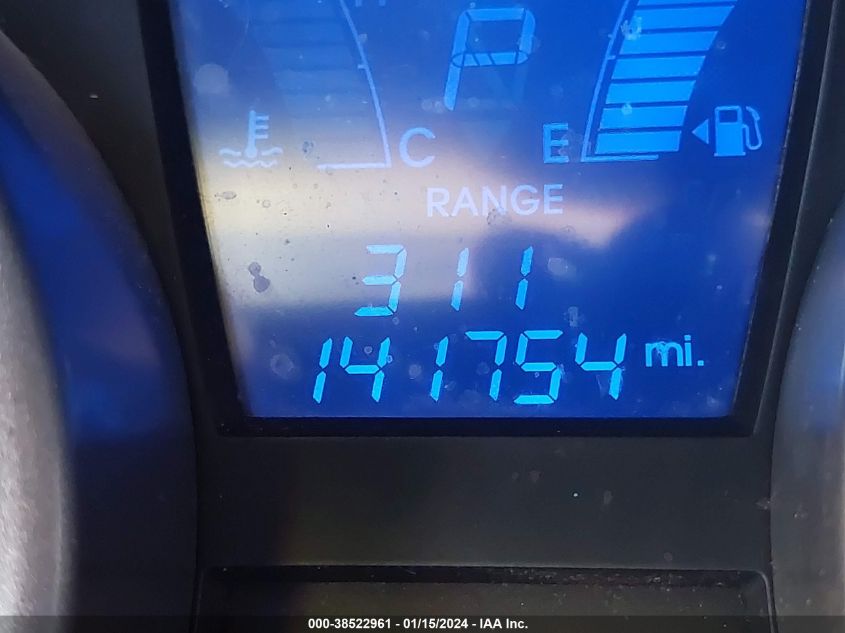 P
C E
RANGE
311
141754 mi.
000-38522961 - 01/15/2024 - IAA Inc.